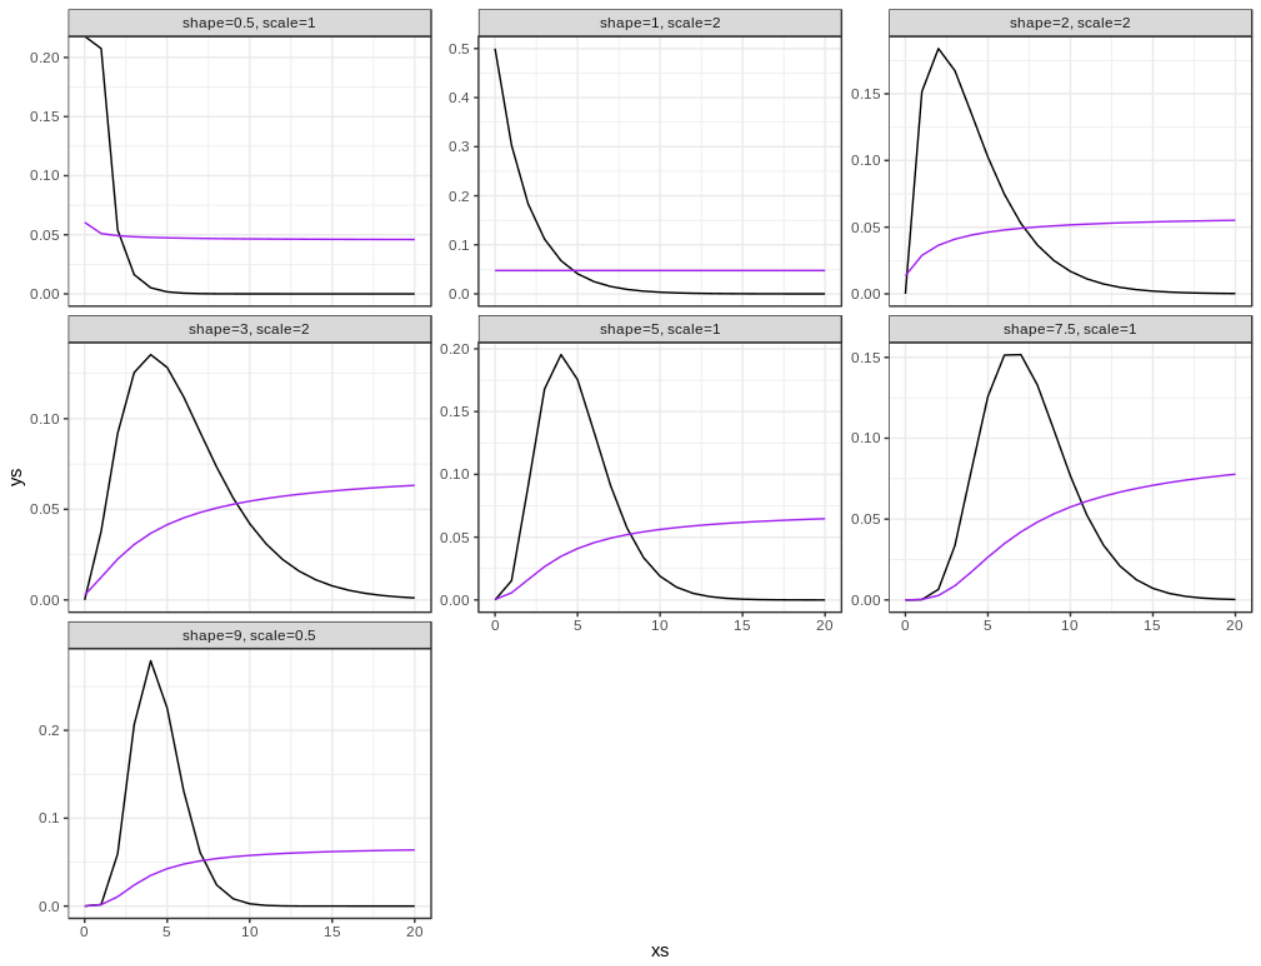 shape=0.5, scale=1
shape=1, scale=2
shape=2, scale=2
0.20
0.15
0.10
0.05
0.00
0.5
0.4
0.3
0.2
0.1
0.0
0.15
0.10
0.05
0.00
shape=3, scale=2
shape=5, scale=1
shape=7.5, scale=1
ys
0.10
0.05
0.00
0.20
0.15
0.10
0.05
0.00
0 5 10 15 20
0.15
0.10
0.05
0.00
0 5 10 15 20
shape=9, scale=0.5
0.2
0.1
0.0
0 5 10 15 20
xs